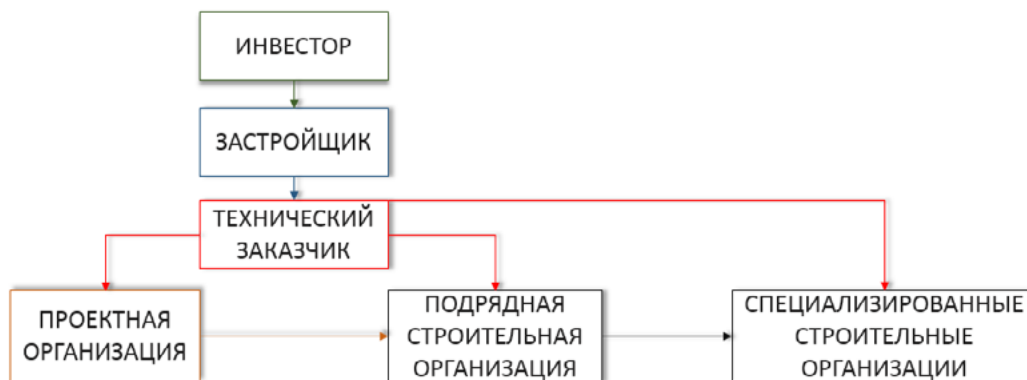 ИНВЕСТОР
ЗАСТРОЙЩИК
ТЕХНИЧЕСКИЙ
ЗАКАЗЧИК
ПРОЕКТНАЯ
ОРГАНИЗАЦИЯ
ПОДРЯДНАЯ
СТРОИТЕЛЬНАЯ
ОРГАНИЗАЦИЯ
СПЕЦИАЛИЗИРОВАННЫЕ
СТРОИТЕЛЬНЫЕ
ОРГАНИЗАЦИИ